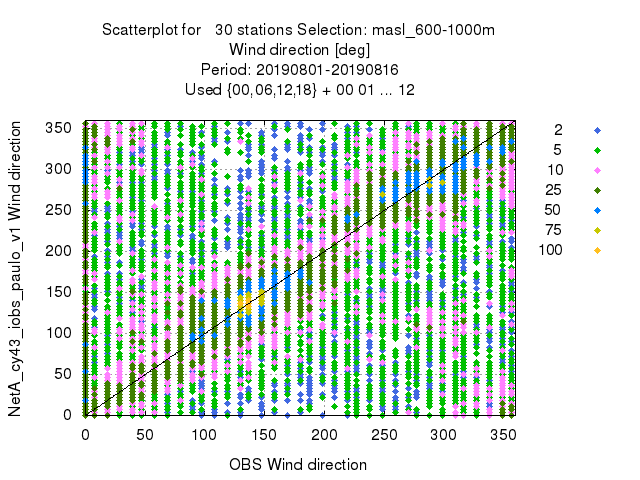 Scatterplot for 30 stations Selection: masl_600-1000m
Wind direction [deg]
Period: 20190801-20190816
Used {00,06,12,18} + 00 01 ... 12
NetA_cy43_iobs_paulo_v1 Wind direction
350
300
250
200
150
100
50
0
0 50 100 150 200 250 300 350
OBS Wind direction
2
5
10
25
50
75
100